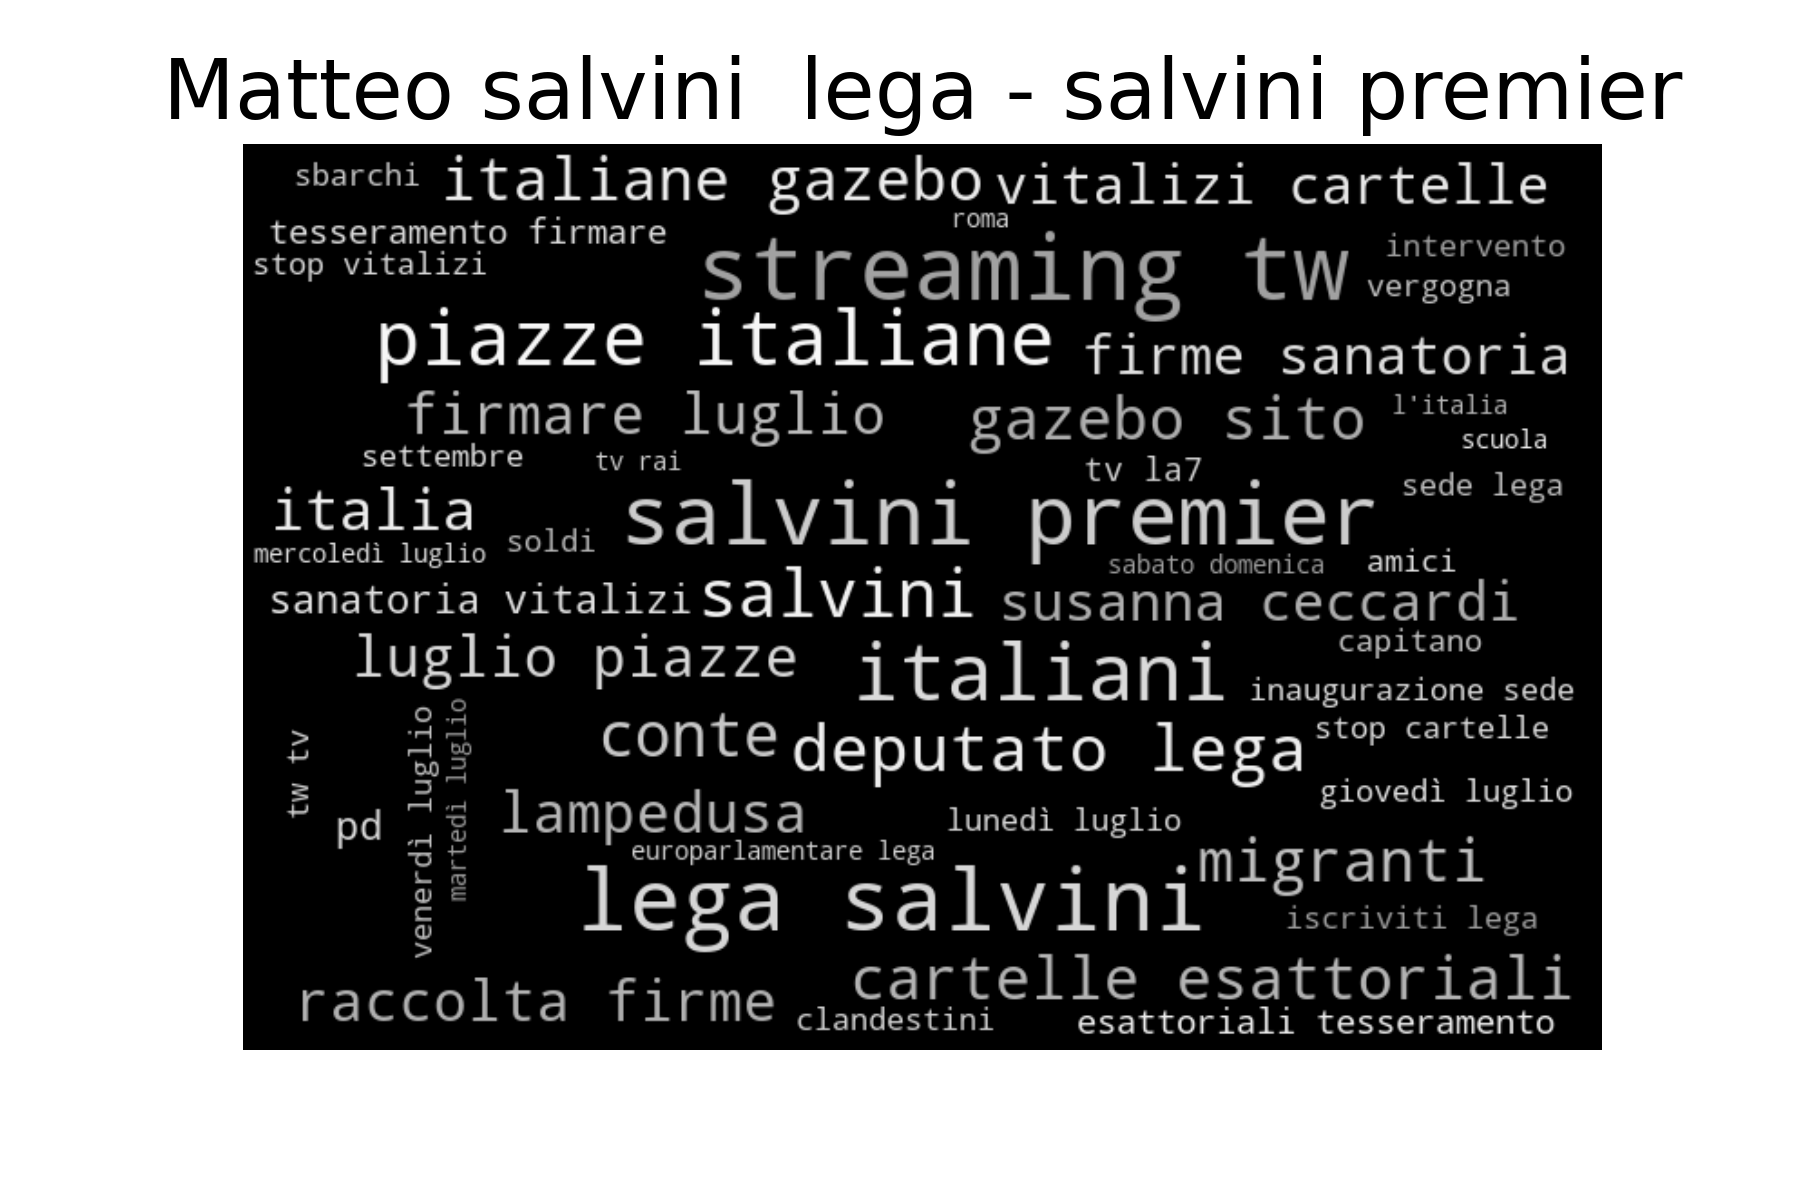 Matteo salvini  lega - salvini premier
sbarchi
italiane gazebo
vitalizi cartelle
tesseramento firmare
roma
stop vitalizi
streaming tw
intervento
vergogna
piazze italiane
firme sanatoria
firmare luglio
gazebo sito
l'italia
scuola
settembre
tv rai
tv la7
sede lega
italia
salvini premier
soldi
mercoledì luglio
sabato domenica
amici
sanatoria vitalizi
salvini
susanna ceccardi
capitano
luglio piazze
italiani
inaugurazione sede
conte
deputato lega
stop cartelle
tw tv
venerdì luglio
martedì luglio
giovedì luglio
pd
lampedusa
lunedì luglio
europarlamentare lega
migranti
lega salvini
iscriviti lega
raccolta firme
cartelle esattoriali
clandestini
esattoriali tesseramento